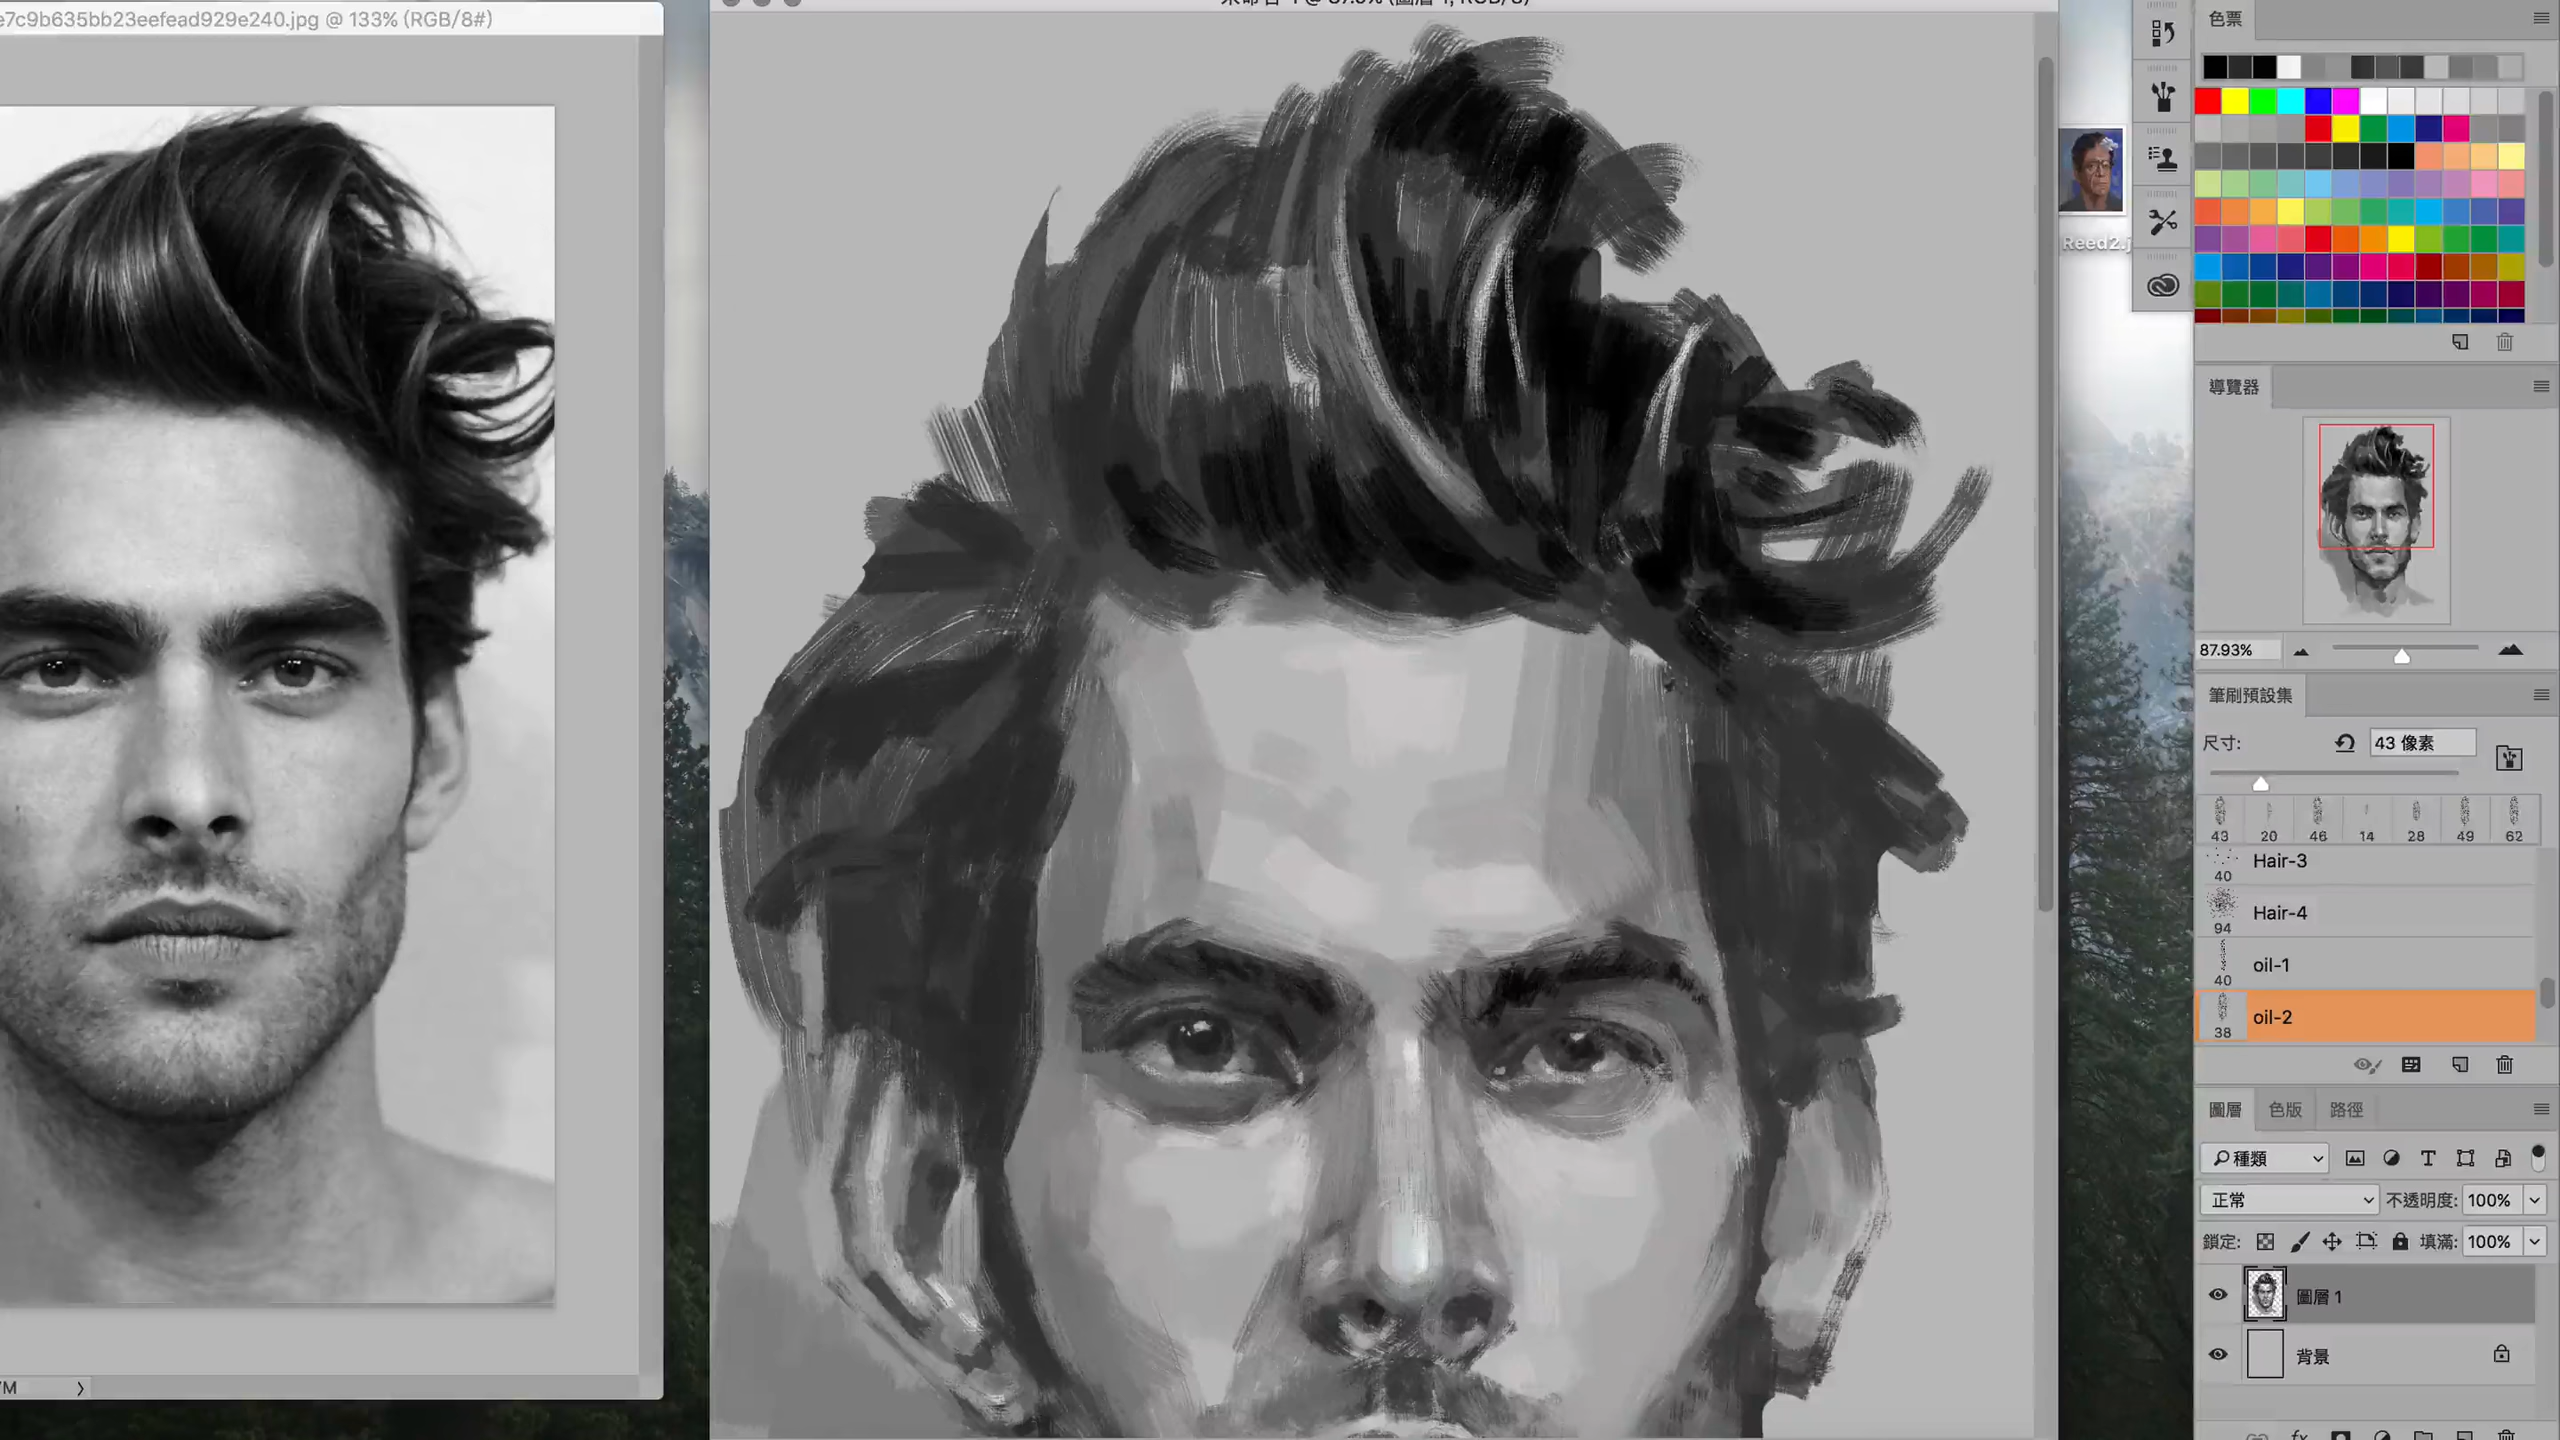 e7c9b635bb23eefead929e240.jpg @ 133% (RGB/8#)
色票
Reed2.j
導覽器
87.93%
筆刷預設集
尺寸:
43 像素
43 20 46 14 28 49 62
Hair-3
40
Hair-4
94
oil-1
40
oil-2
38
圖層 色版 路徑
種類
正常 不透明度: 100%
鎖定: 填滿: 100%
圖層 1
背景
M
fx